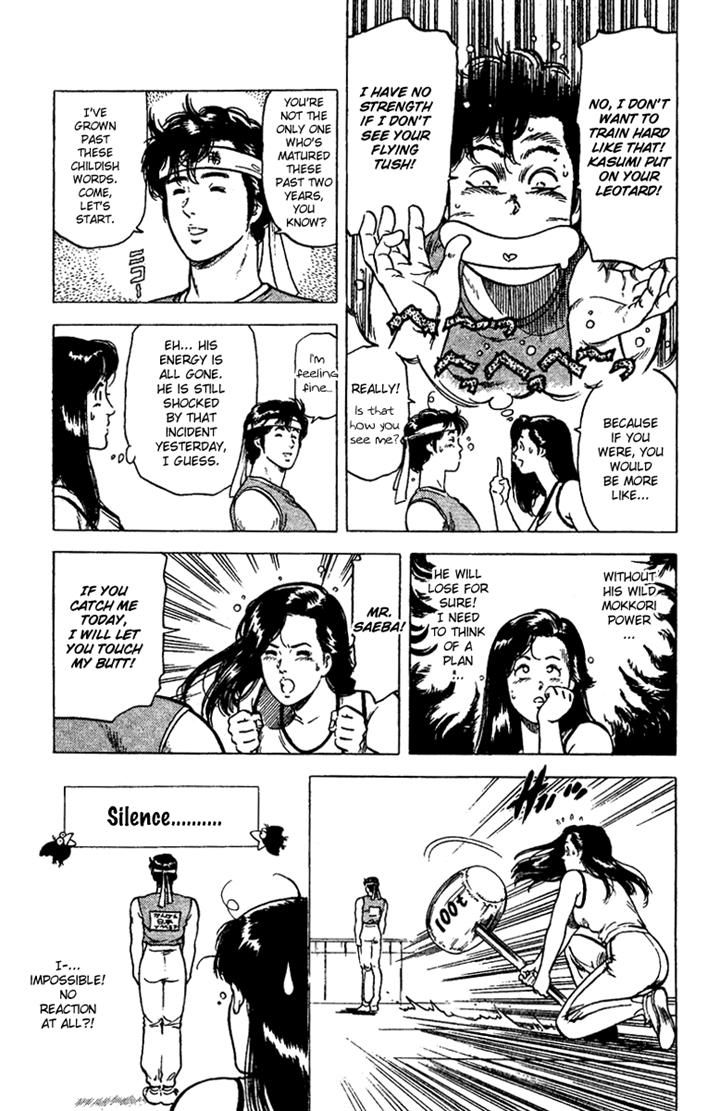 NO, I DON'T
WANT TO
TRAIN HARD
LIKE THAT!
KASUMI PUT
ON YOUR
LEOTARD!
I HAVE NO
STRENGTH
IF I DON'T
SEE YOUR
FLYING
TUSH!
BECAUSE
IF YOU
WERE, YOU
WOULD
BE MORE
LIKE...
REALLY!
Is that
how you
see me?
YOU'RE
NOT THE
ONLY ONE
WHO'S
MATURED
THESE
PAST TWO
YEARS,
YOU
KNOW?
I'VE
GROWN
PAST
THESE
CHILDISH
WORDS.
COME,
LET'S
START.
ニコー
I'm
feeling
fine...
EH... HIS
ENERGY IS
ALL GONE.
HE IS STILL
SHOCKED
BY THAT
INCIDENT
YESTERDAY,
I GUESS.
WITHOUT
HIS WILD
MOKKORI
POWER
...
HE WILL
LOSE FOR
SURE!
I NEED
TO THINK
OF A
PLAN
...
MR.
SAEBA!
IF YOU
CATCH ME
TODAY,
I WILL LET
YOU TOUCH
MY BUTT!
100t
Silence..........
I-...
IMPOSSIBLE!
NO
REACTION
AT ALL?!